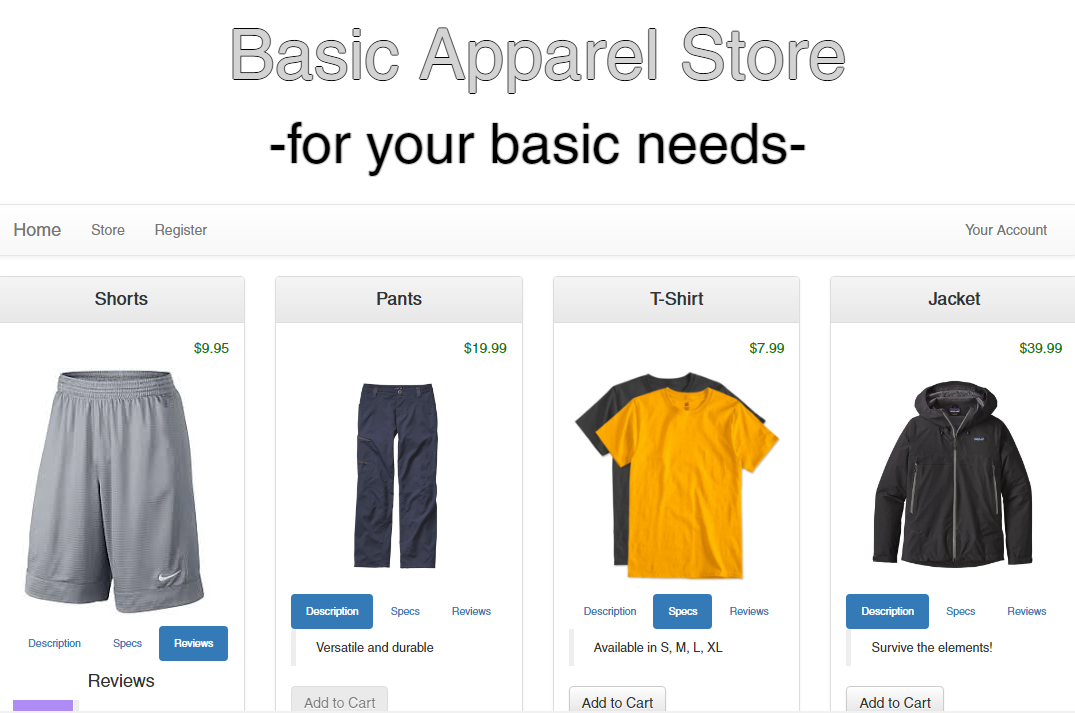 Basic Apparel Store
-for your basic needs-
Home Store Register Your Account
Shorts
$9.95
Description Specs Reviews
Reviews
Pants
$19.99
Description Specs Reviews
Versatile and durable
Add to Cart
T-Shirt
$7.99
Description Specs Reviews
Available in S, M, L, XL
Add to Cart
Jacket
$39.99
Description Specs Reviews
Survive the elements!
Add to Cart